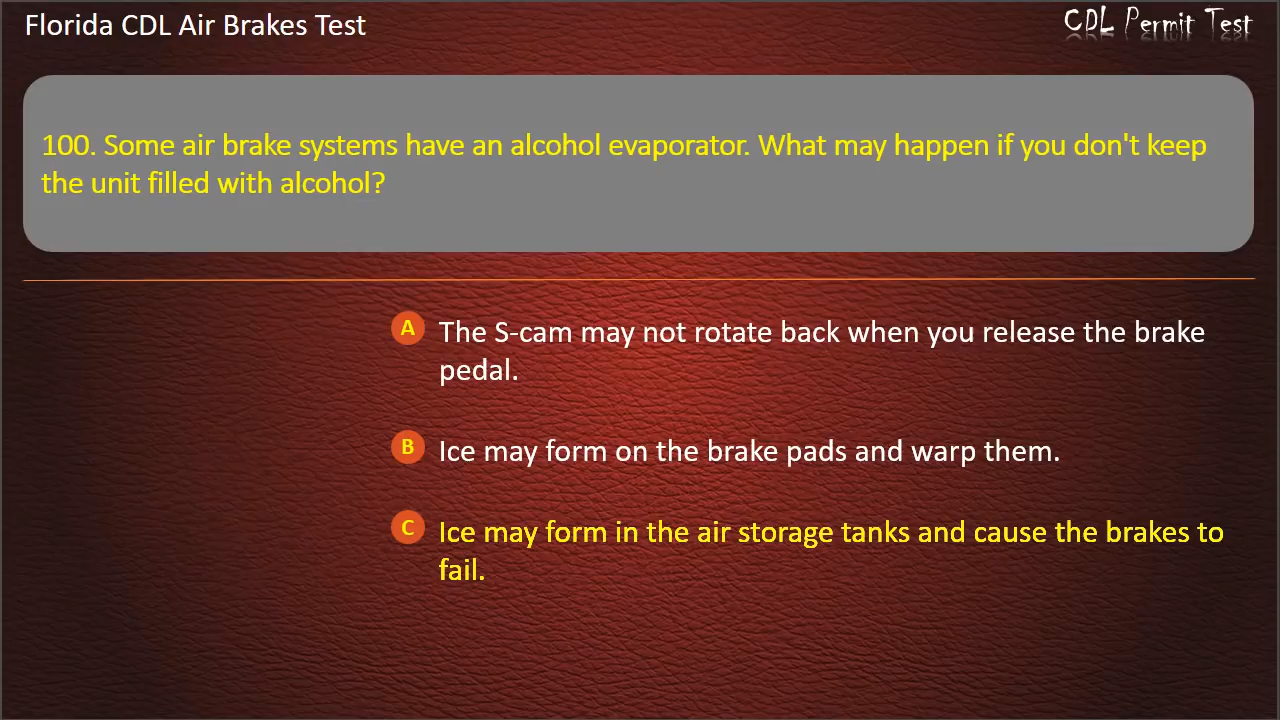 Florida CDL Air Brakes Test
CDL Permit Test
100. Some air brake systems have an alcohol evaporator. What may happen if you don't keep
the unit filled with alcohol?
A The S-cam may not rotate back when you release the brake
pedal.
B Ice may form on the brake pads and warp them.
C Ice may form in the air storage tanks and cause the brakes to
fail.